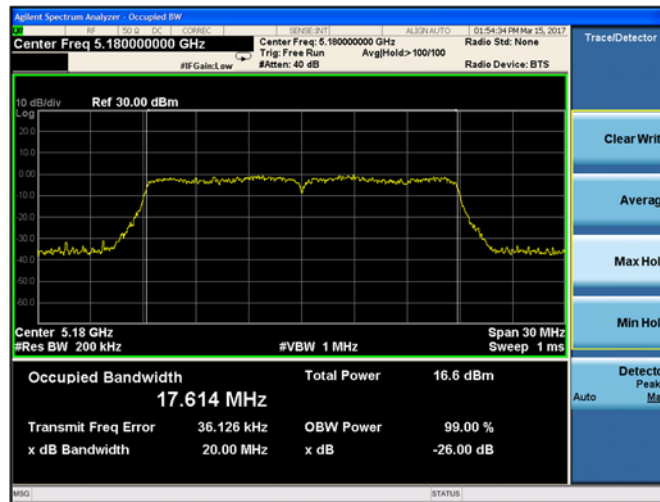 Agilent Spectrum Analyzer - Occupied BW
RF 50 Ω DC CORREC SENSE:INT ALIGN AUTO 01:54:34 PM Mar 15, 2017
Center Freq 5.180000000 GHz Center Freq: 5.180000000 GHz Radio Std: None
Trig: Free Run Avg|Hold:> 100/100
#IFGain:Low #Atten: 40 dB Radio Device: BTS
Trace/Detector
10 dB/div Ref 30.00 dBm
Log
20.0
10.0
0.00
-10.0
-20.0
-30.0
-40.0
-50.0
-60.0
Clear Writ
Averag
Max Hol
Min Hol
Center 5.18 GHz Span 30 MHz
#Res BW 200 kHz #VBW 1 MHz Sweep 1 ms
Occupied Bandwidth Total Power 16.6 dBm
17.614 MHz
Transmit Freq Error 36.126 kHz OBW Power 99.00 %
x dB Bandwidth 20.00 MHz x dB -26.00 dB
Detecto
Peak
Auto Ma
MSG STATUS